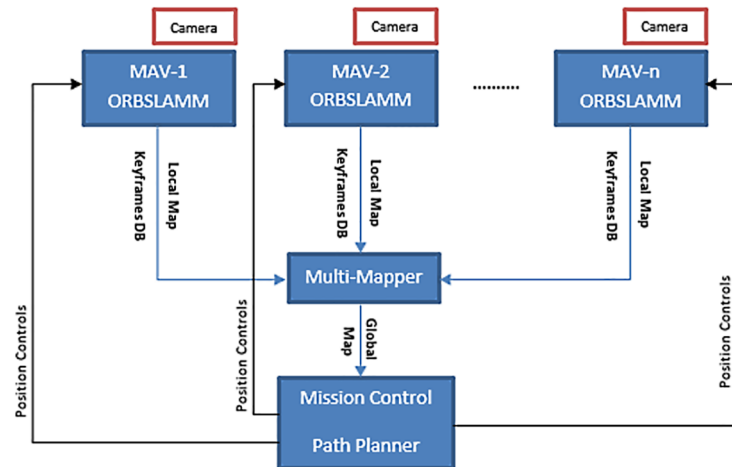 Camera
Camera
Camera
MAV-1
ORBSLAMM
MAV-2
ORBSLAMM
..........
MAV-n
ORBSLAMM
Keyframes DB
Local Map
Keyframes DB
Local Map
Keyframes DB
Local Map
Multi-Mapper
Global
Map
Position Controls
Position Controls
Position Controls
Mission Control
Path Planner